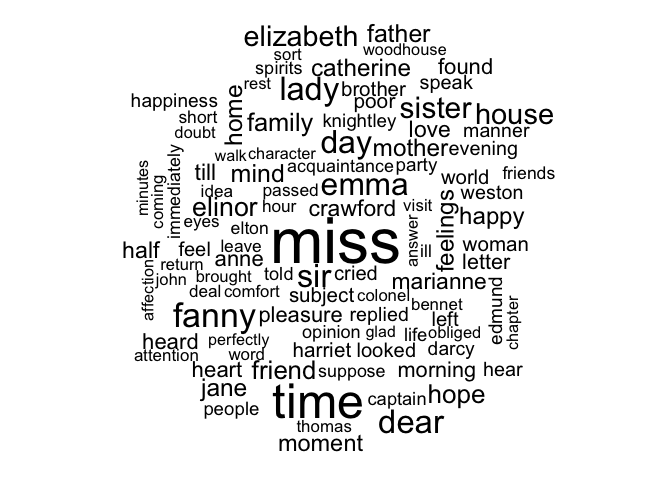 elizabeth father
woodhouse
sort
spirits catherine found
rest lady brother speak
happiness poor sister house
short home family knightley love manner
doubt day mother evening
walk character
acquaintance party
minutes coming immediately till mind emma world friends
idea passed weston
elinor hour crawford visit feelings happy
eyes elton miss answer
half feel leave ill woman
return anne letter
affection john brought told sir cried marianne
deal comfort subject colonel bennet edmund chapter
fanny pleasure replied left
opinion glad life obliged
heard perfectly harriet looked darcy
attention word
heart friend suppose morning hear
jane time captain hope
people dear
thomas
moment